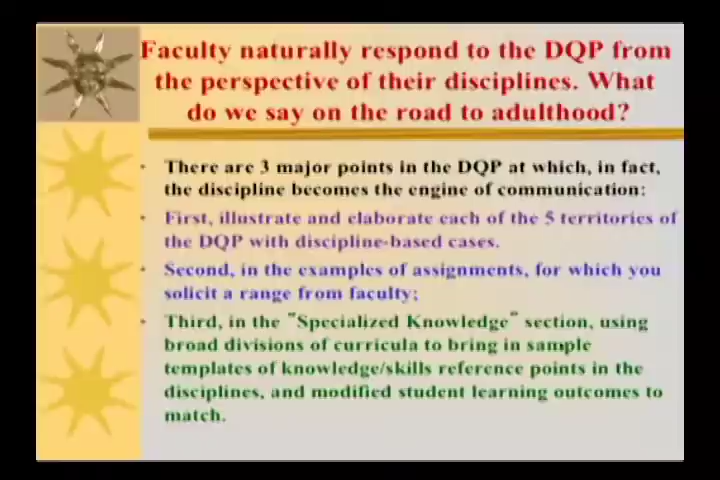 Faculty naturally respond to the DQP from
the perspective of their disciplines. What
do we say on the road to adulthood?
• There are 3 major points in the DQP at which, in fact,
the discipline becomes the engine of communication:
• First, illustrate and elaborate each of the 5 territories of
the DQP with discipline-based cases.
• Second, in the examples of assignments, for which you
solicit a range from faculty;
• Third, in the "Specialized Knowledge" section, using
broad divisions of curricula to bring in sample
templates of knowledge/skills reference points in the
disciplines, and modified student learning outcomes to
match.